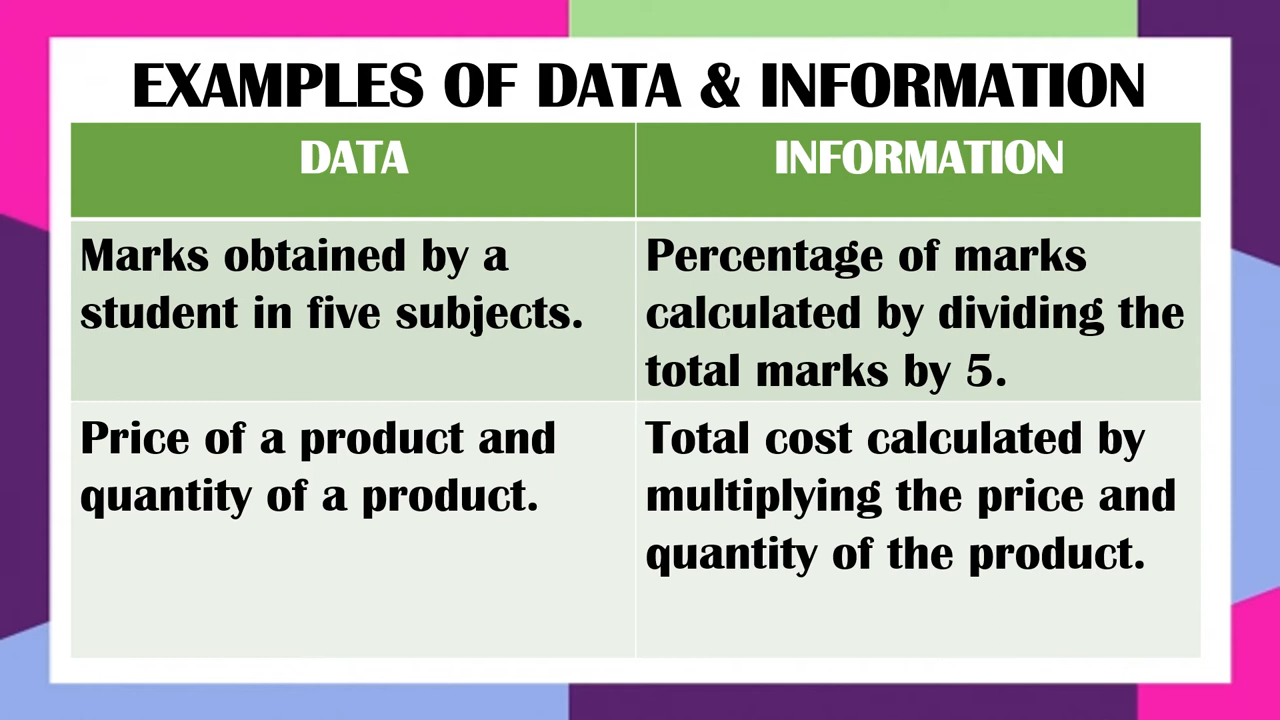 EXAMPLES OF DATA & INFORMATION
DATA
INFORMATION
Marks obtained by a
student in five subjects.
Percentage of marks
calculated by dividing the
total marks by 5.
Price of a product and
quantity of a product.
Total cost calculated by
multiplying the price and
quantity of the product.